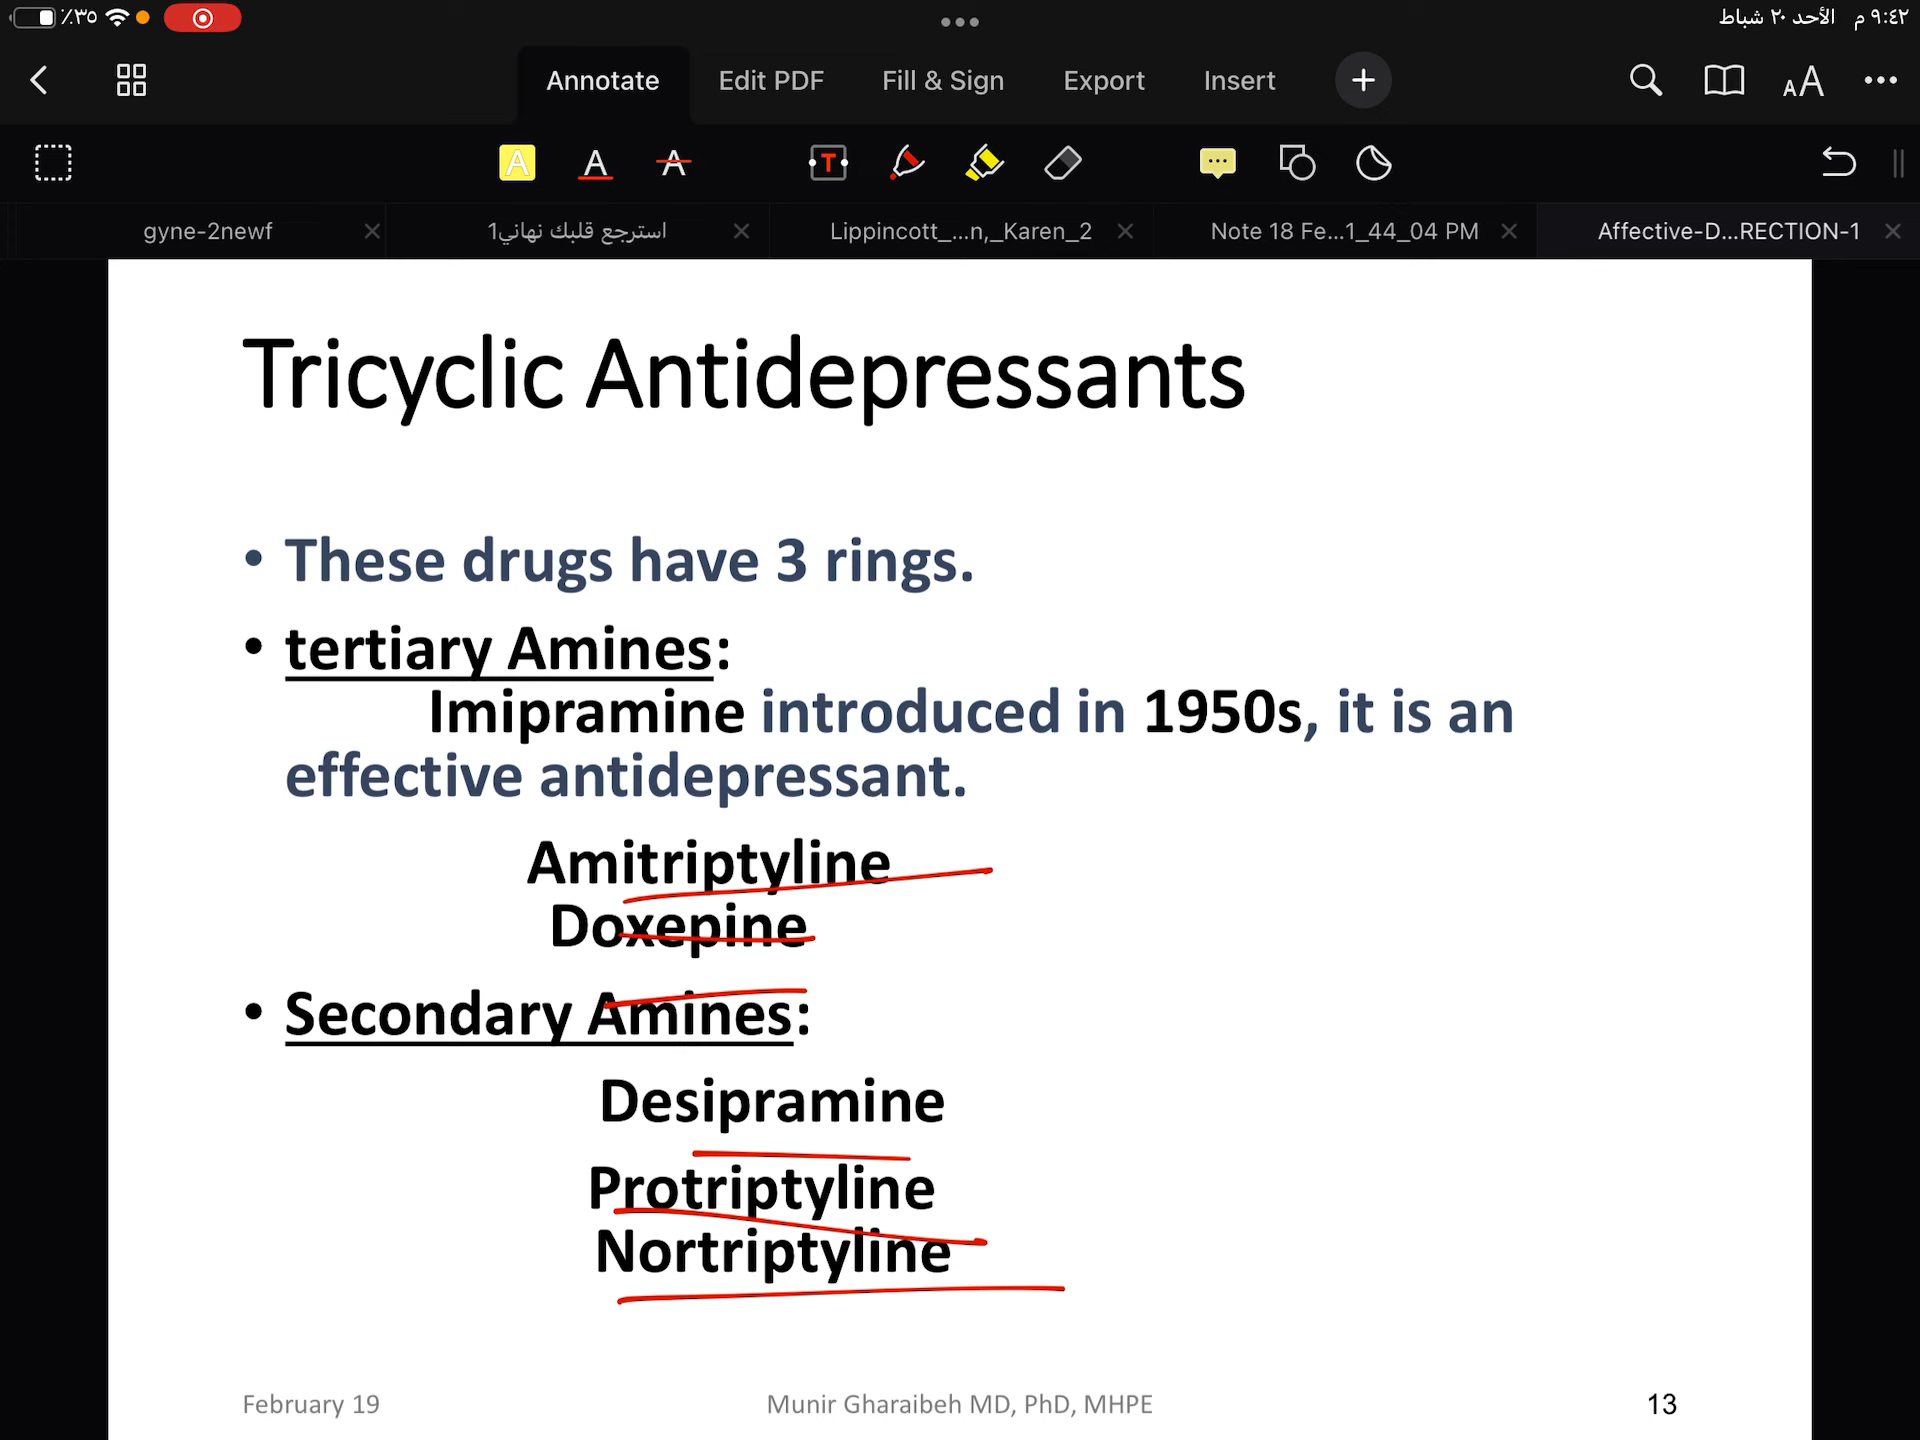 ٪٣٥
٩:٤٢ م الأحد ٢٠ شباط
Annotate Edit PDF Fill & Sign Export Insert
AA
A A A T
gyne-2newf
استرجع قلبك نهاني1
Lippincott_...n,_Karen_2
Note 18 Fe...1_44_04 PM
Affective-D...RECTION-1
Tricyclic Antidepressants
• These drugs have 3 rings.
• tertiary Amines:
Imipramine introduced in 1950s, it is an
effective antidepressant.
Amitriptyline
Doxepine
• Secondary Amines:
Desipramine
Protriptyline
Nortriptyline
February 19 Munir Gharaibeh MD, PhD, MHPE 13